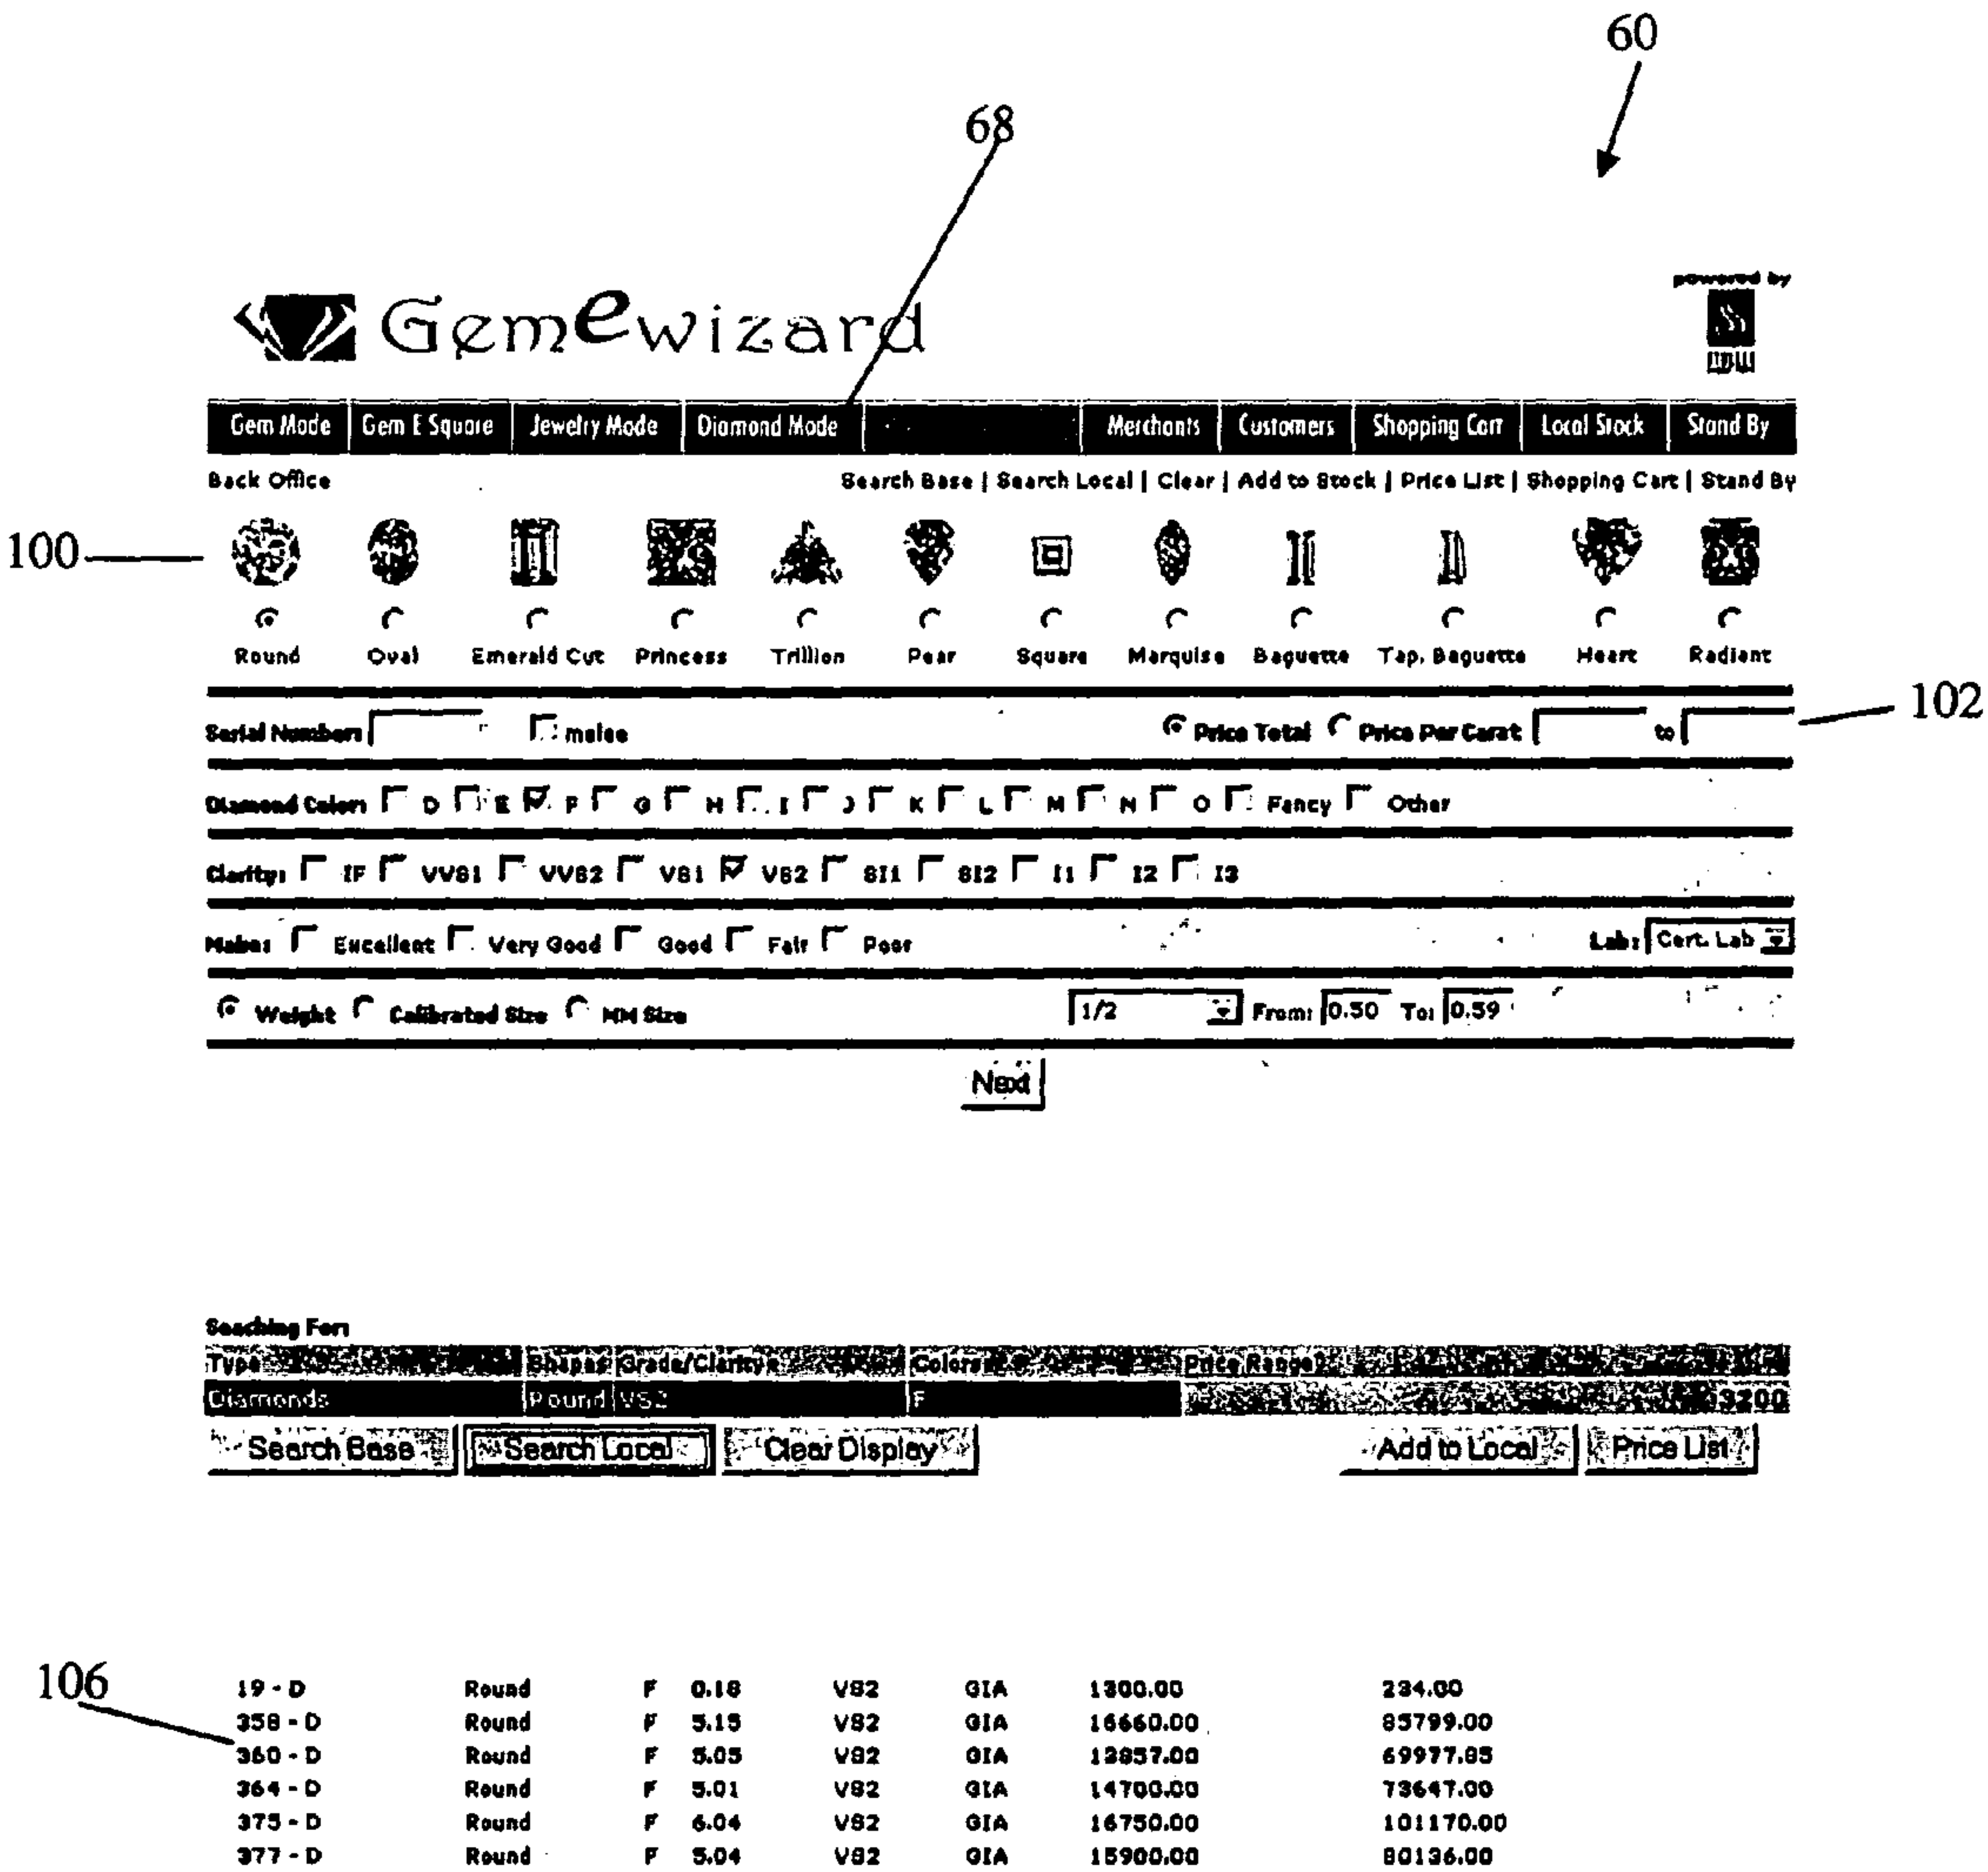 60
68
powered by
Gemewizard
Gem Mode Gem E Square Jewelry Mode Diamond Mode Merchants Customers Shopping Cart Local Stock Stand By
Back Office Search Base | Search Local | Clear | Add to Stock | Price List | Shopping Cart | Stand By
100
Round Oval Emerald Cut Princess Trillion Pear Square Marquise Baguette Tap. Baguette Heart Radiant
102
Serial Number: melee Price Total Price Per Carat to
Diamond Color: D E F G H I J K L M N O Fancy Other
Clarity: IF VVS1 VVS2 VS1 VS2 SI1 SI2 I1 I2 I3
Make: Excellent Very Good Good Fair Poor Lab: Cert. Lab
Weight Calibrated Size MM Size 1/2 From: 0.50 To: 0.59
Next
Seaching For:
Type Shapes Grade/Clarity Colors Price Range
Diamonds Round VS2 F 3200
Search Base Search Local Clear Display Add to Local Price List
106
19 - D Round F 0.18 VS2 GIA 1300.00 234.00
358 - D Round F 5.15 VS2 GIA 16660.00 85799.00
360 - D Round F 5.05 VS2 GIA 13857.00 69977.85
364 - D Round F 5.01 VS2 GIA 14700.00 73647.00
375 - D Round F 6.04 VS2 GIA 16750.00 101170.00
377 - D Round F 5.04 VS2 GIA 15900.00 80136.00